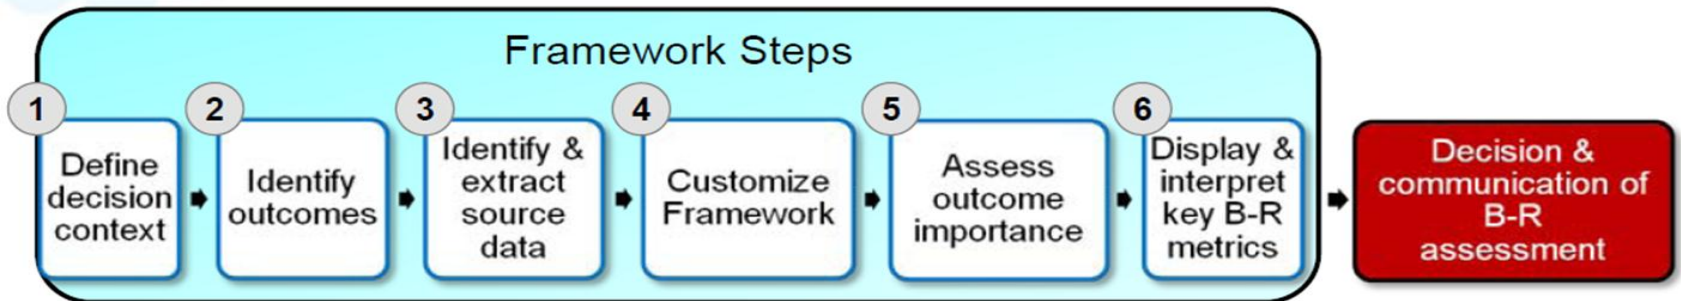 Framework Steps
1
Define
decision
context
2
Identify
outcomes
3
Identify &
extract
source
data
4
Customize
Framework
5
Assess
outcome
importance
6
Display &
interpret
key B-R
metrics
Decision &
communication of
B-R
assessment